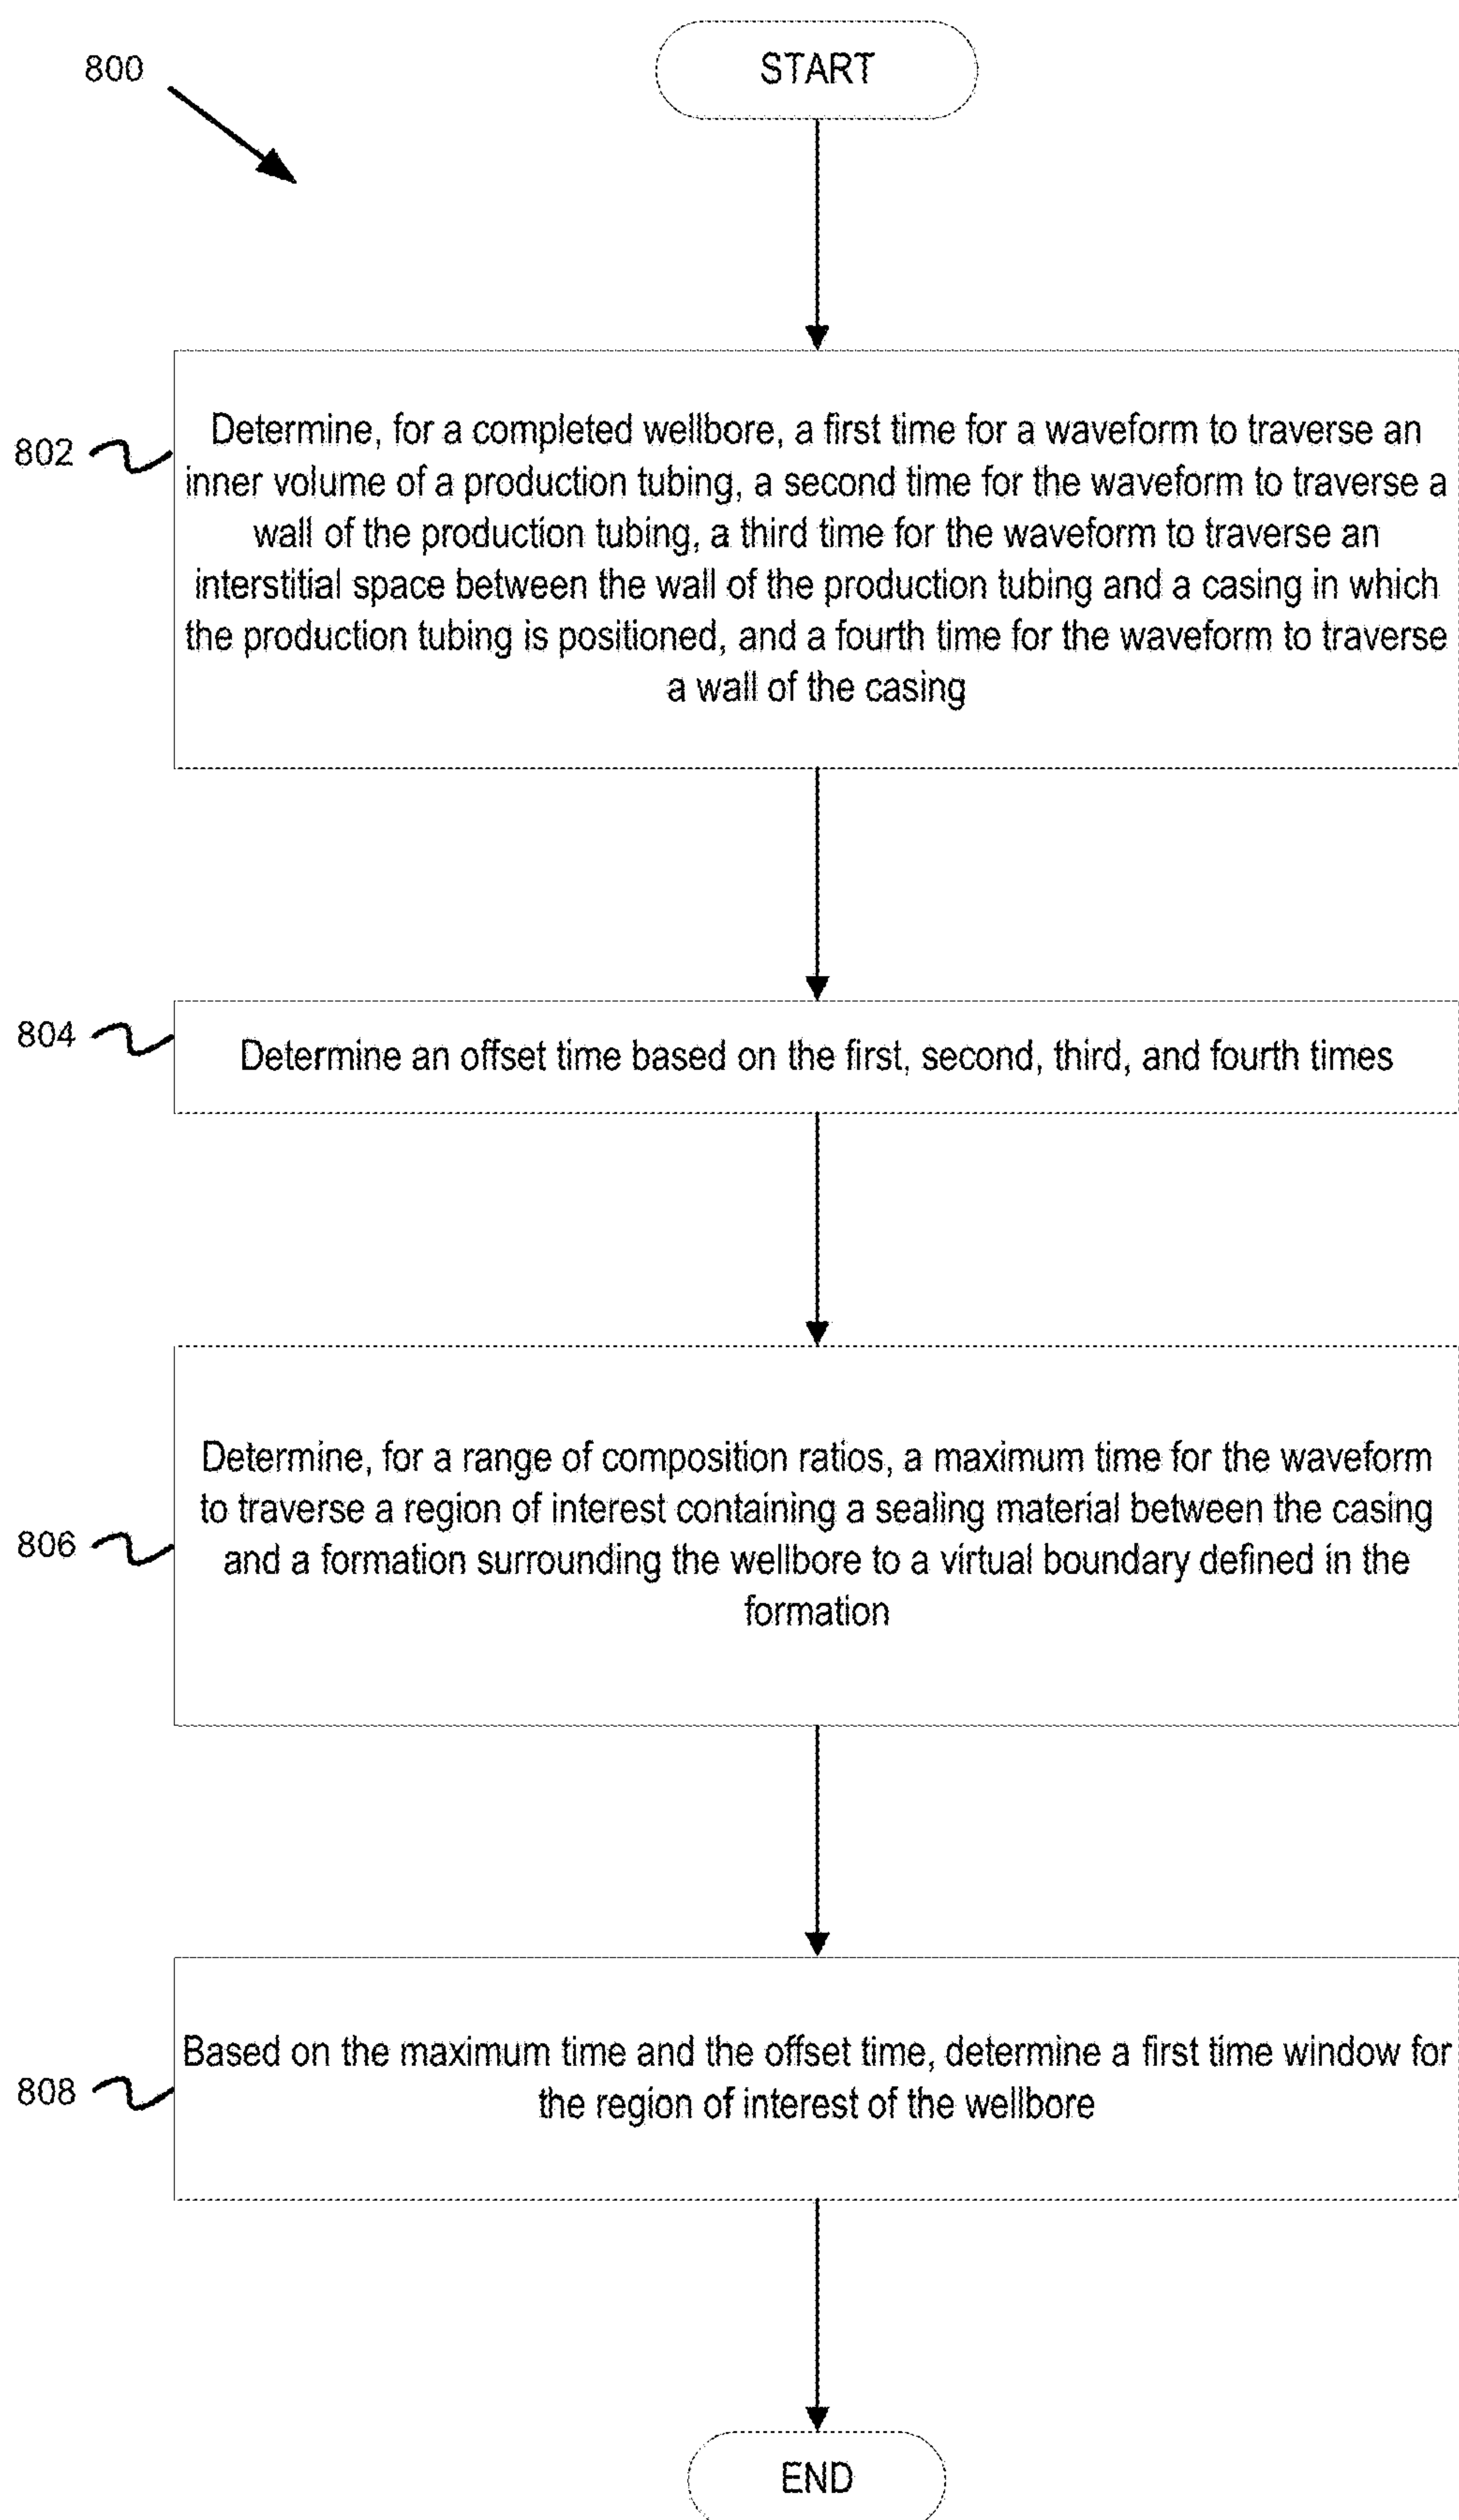 800
START
802
Determine, for a completed wellbore, a first time for a waveform to traverse an
inner volume of a production tubing, a second time for the waveform to traverse a
wall of the production tubing, a third time for the waveform to traverse an
interstitial space between the wall of the production tubing and a casing in which
the production tubing is positioned, and a fourth time for the waveform to traverse
a wall of the casing
804
Determine an offset time based on the first, second, third, and fourth times
806
Determine, for a range of composition ratios, a maximum time for the waveform
to traverse a region of interest containing a sealing material between the casing
and a formation surrounding the wellbore to a virtual boundary defined in the
formation
808
Based on the maximum time and the offset time, determine a first time window for
the region of interest of the wellbore
END